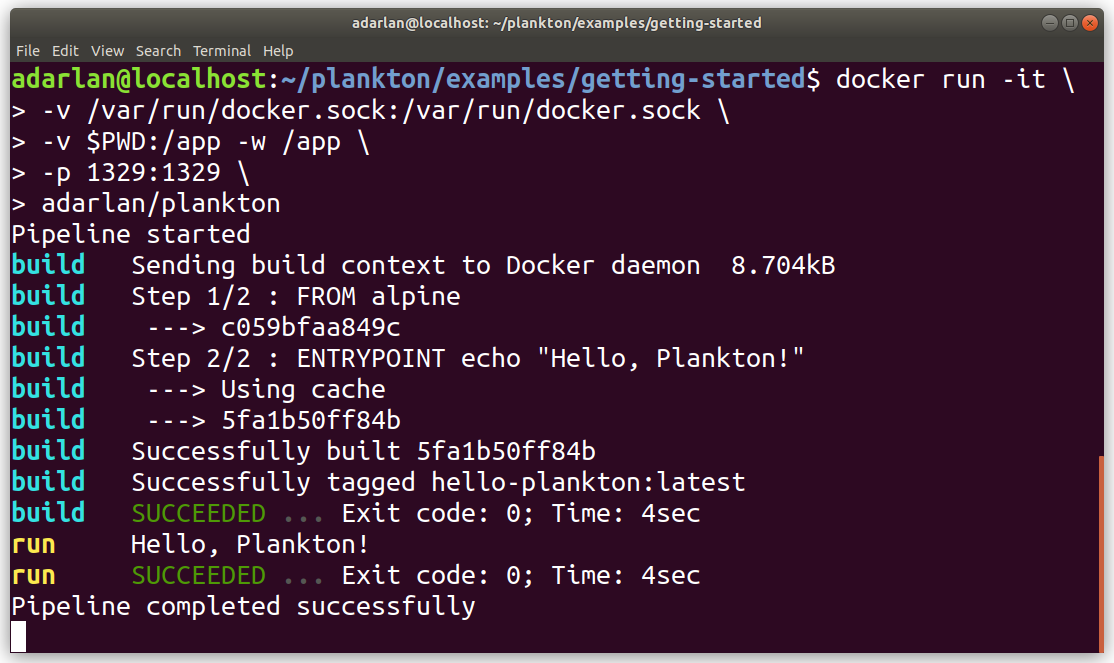 adarlan@localhost: ~/plankton/examples/getting-started
File Edit View Search Terminal Help
adarlan@localhost:~/plankton/examples/getting-started$ docker run -it \
> -v /var/run/docker.sock:/var/run/docker.sock \
> -v $PWD:/app -w /app \
> -p 1329:1329 \
> adarlan/plankton
Pipeline started
build   Sending build context to Docker daemon  8.704kB
build   Step 1/2 : FROM alpine
build    ---> c059bfaa849c
build   Step 2/2 : ENTRYPOINT echo "Hello, Plankton!"
build    ---> Using cache
build    ---> 5fa1b50ff84b
build   Successfully built 5fa1b50ff84b
build   Successfully tagged hello-plankton:latest
build   SUCCEEDED ... Exit code: 0; Time: 4sec
run     Hello, Plankton!
run     SUCCEEDED ... Exit code: 0; Time: 4sec
Pipeline completed successfully